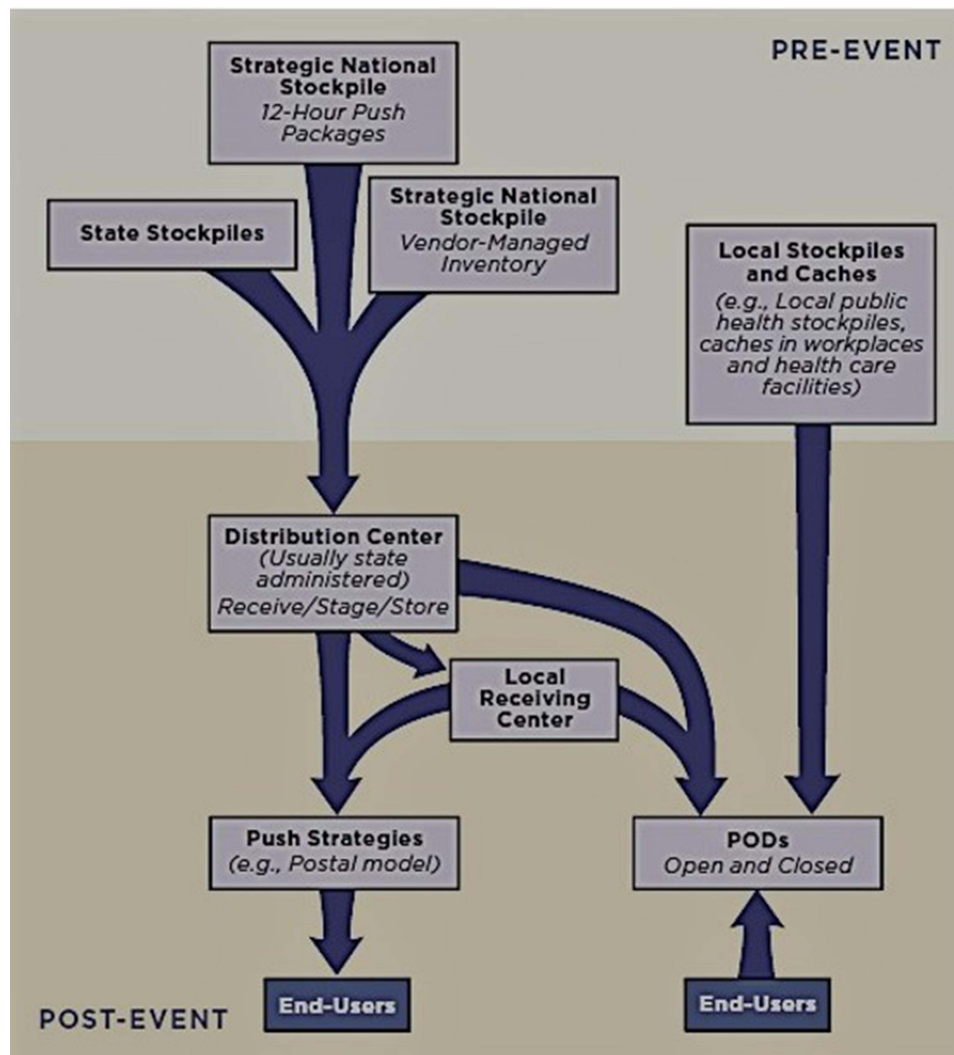 PRE-EVENT
Strategic National
Stockpile
12-Hour Push
Packages
State Stockpiles
Strategic National
Stockpile
Vendor-Managed
Inventory
Local Stockpiles
and Caches
(e.g., Local public
health stockpiles,
caches in workplaces
and health care
facilities)
Distribution Center
(Usually state
administered)
Receive/Stage/Store
Local
Receiving
Center
Push Strategies
(e.g., Postal model)
PODs
Open and Closed
End-Users
End-Users
POST-EVENT